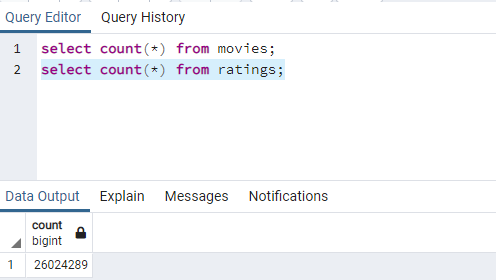 Query Editor Query History
1 select count(*) from movies;
2 select count(*) from ratings;
Data Output Explain Messages Notifications
count
bigint
1 26024289